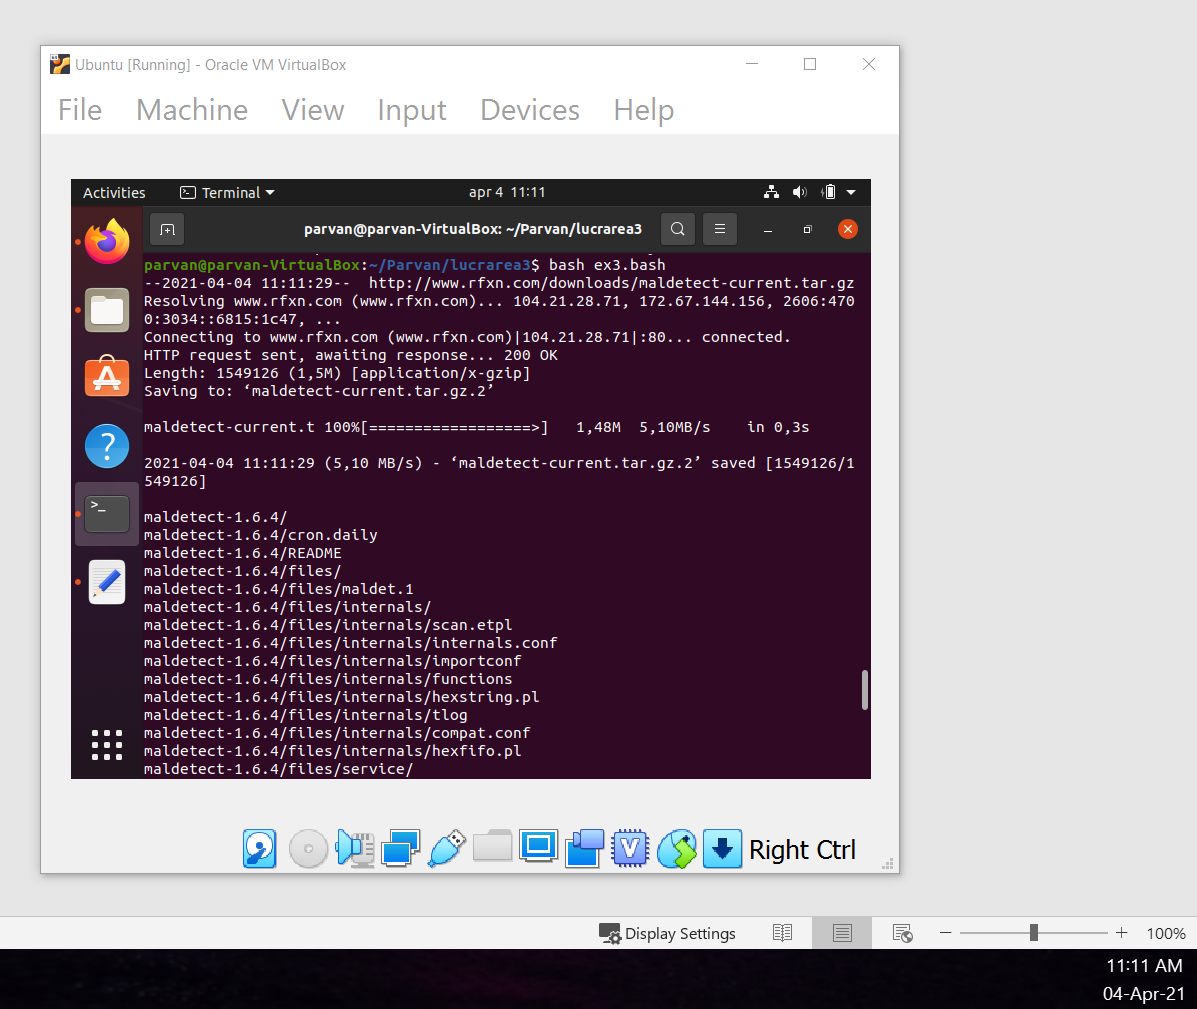 Ubuntu [Running] - Oracle VM VirtualBox
File Machine View Input Devices Help
Activities Terminal apr 4 11:11
parvan@parvan-VirtualBox: ~/Parvan/lucrarea3
parvan@parvan-VirtualBox:~/Parvan/lucrarea3$ bash ex3.bash
--2021-04-04 11:11:29--  http://www.rfxn.com/downloads/maldetect-current.tar.gz
Resolving www.rfxn.com (www.rfxn.com)... 104.21.28.71, 172.67.144.156, 2606:470
0:3034::6815:1c47, ...
Connecting to www.rfxn.com (www.rfxn.com)|104.21.28.71|:80... connected.
HTTP request sent, awaiting response... 200 OK
Length: 1549126 (1,5M) [application/x-gzip]
Saving to: ‘maldetect-current.tar.gz.2’
maldetect-current.t 100%[==================>]   1,48M  5,10MB/s    in 0,3s
2021-04-04 11:11:29 (5,10 MB/s) - ‘maldetect-current.tar.gz.2’ saved [1549126/1
549126]
maldetect-1.6.4/
maldetect-1.6.4/cron.daily
maldetect-1.6.4/README
maldetect-1.6.4/files/
maldetect-1.6.4/files/maldet.1
maldetect-1.6.4/files/internals/
maldetect-1.6.4/files/internals/scan.etpl
maldetect-1.6.4/files/internals/internals.conf
maldetect-1.6.4/files/internals/importconf
maldetect-1.6.4/files/internals/functions
maldetect-1.6.4/files/internals/hexstring.pl
maldetect-1.6.4/files/internals/tlog
maldetect-1.6.4/files/internals/compat.conf
maldetect-1.6.4/files/internals/hexfifo.pl
maldetect-1.6.4/files/service/
Right Ctrl
Display Settings 100%
11:11 AM
04-Apr-21